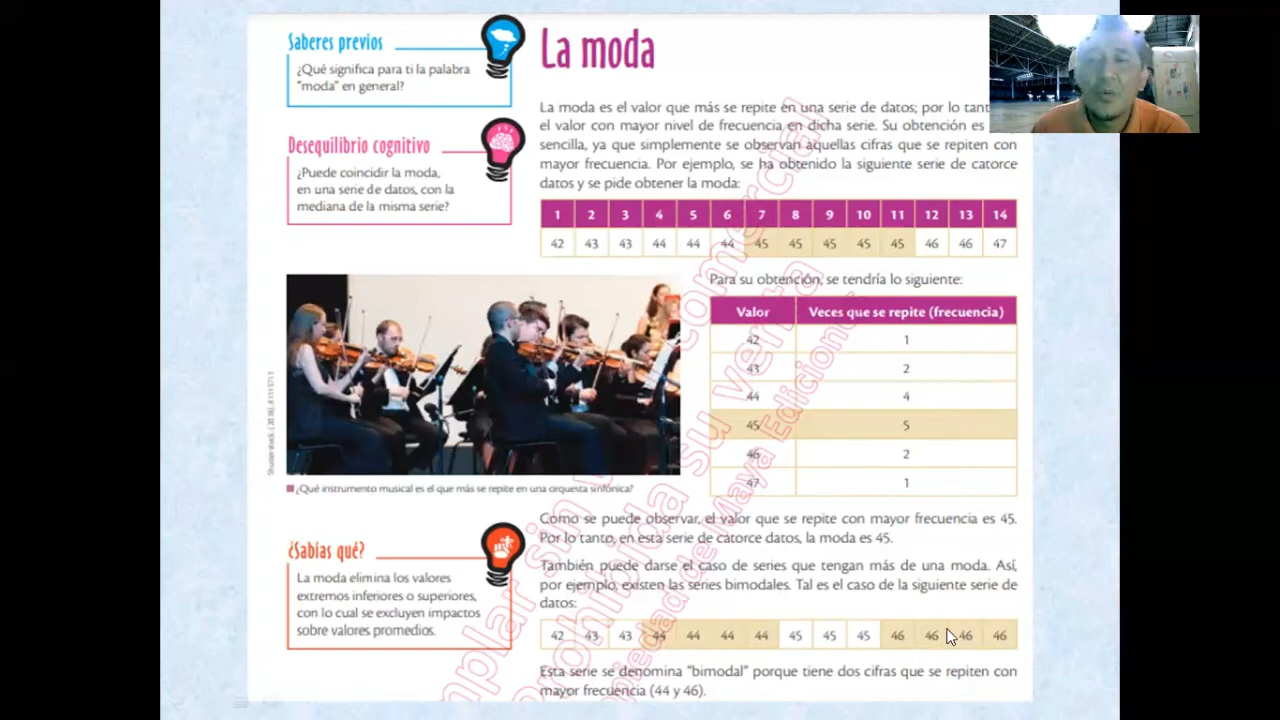 Saberes previos
¿Qué significa para ti la palabra
"moda" en general?
Desequilibrio cognitivo
¿Puede coincidir la moda,
en una serie de datos, con la
mediana de la misma serie?
La moda
La moda es el valor que más se repite en una serie de datos; por lo
el valor con mayor nivel de frecuencia en dicha serie. Su obtención es
sencilla, ya que simplemente se observan aquellas cifras que se repiten con
mayor frecuencia. Por ejemplo, se ha obtenido la siguiente serie de catorce
datos y se pide obtener la moda:
1 2 3 4 5 6 7 8 9 10 11 12 13 14
42 43 43 44 44 44 45 45 45 45 45 46 46 47
Para su obtención, se tendría lo siguiente:
Valor Veces que se repite (frecuencia)
42 1
43 2
44 4
45 5
46 2
47 1
¿Qué instrumento musical es el que más se repite en una orquesta sinfónica?
Como se puede observar, el valor que se repite con mayor frecuencia es 45.
Por lo tanto, en esta serie de catorce datos, la moda es 45.
También puede darse el caso de series que tengan más de una moda. Así,
por ejemplo, existen las series bimodales. Tal es el caso de la siguiente serie de
datos:
42 43 43 44 44 44 44 45 45 45 46 46 46 46
Esta serie se denomina "bimodal" porque tiene dos cifras que se repiten con
mayor frecuencia (44 y 46).
¿Sabías qué?
La moda elimina los valores
extremos inferiores o superiores,
con lo cual se excluyen impactos
sobre valores promedios.